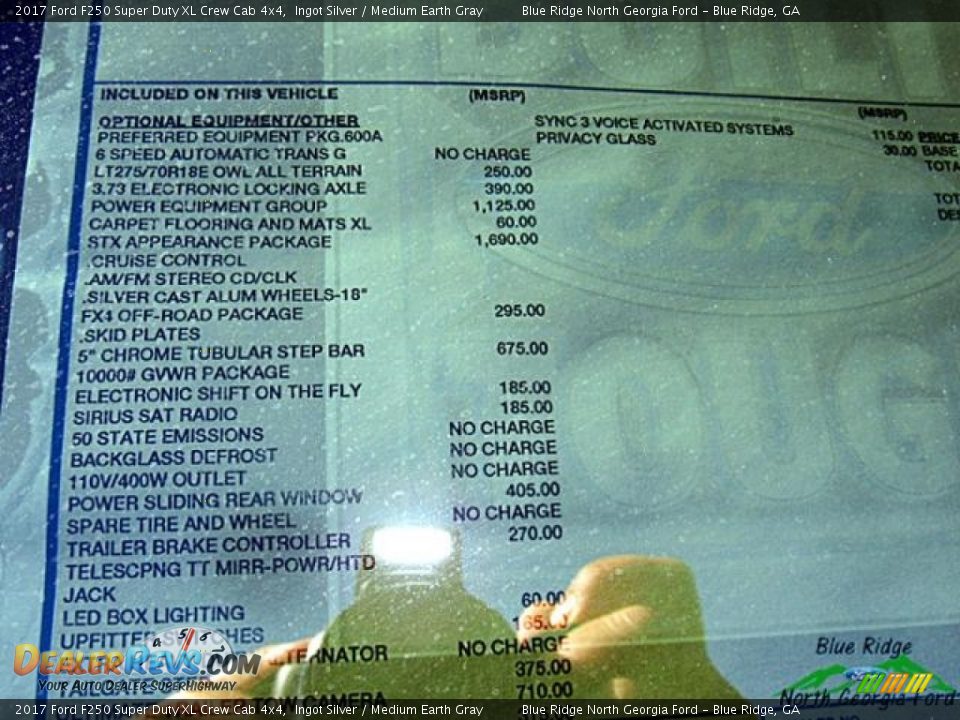 2017 Ford F250 Super Duty XL Crew Cab 4x4,  Ingot Silver / Medium Earth Gray Blue Ridge North Georgia Ford - Blue Ridge, GA
INCLUDED ON THIS VEHICLE (MSRP) (MSRP)
OPTIONAL EQUIPMENT/OTHER SYNC 3 VOICE ACTIVATED SYSTEMS 115.00 PRICE
PREFERRED EQUIPMENT PKG.600A PRIVACY GLASS 30.00 BASE
6 SPEED AUTOMATIC TRANS G NO CHARGE
LT275/70R18E OWL ALL TERRAIN 250.00
3.73 ELECTRONIC LOCKING AXLE 390.00
POWER EQUIPMENT GROUP 1,125.00
CARPET FLOORING AND MATS XL 60.00
STX APPEARANCE PACKAGE 1,690.00
.CRUISE CONTROL
.AM/FM STEREO CD/CLK
.SILVER CAST ALUM WHEELS-18"
FX4 OFF-ROAD PACKAGE 295.00
.SKID PLATES
5" CHROME TUBULAR STEP BAR 675.00
10000# GVWR PACKAGE
ELECTRONIC SHIFT ON THE FLY 185.00
SIRIUS SAT RADIO 185.00
50 STATE EMISSIONS NO CHARGE
BACKGLASS DEFROST NO CHARGE
110V/400W OUTLET NO CHARGE
POWER SLIDING REAR WINDOW 405.00
SPARE TIRE AND WHEEL NO CHARGE
TRAILER BRAKE CONTROLLER 270.00
TELESCPNG TT MIRR-POWR/HTD
JACK
LED BOX LIGHTING 60.00
UPFITTER
NO CHARGE
375.00
710.00
CAMERA
Ford
DealerRevs.com
Your Auto Dealer SuperHighway
Blue Ridge
North Georgia Ford
2017 Ford F250 Super Duty XL Crew Cab 4x4,  Ingot Silver / Medium Earth Gray Blue Ridge North Georgia Ford - Blue Ridge, GA